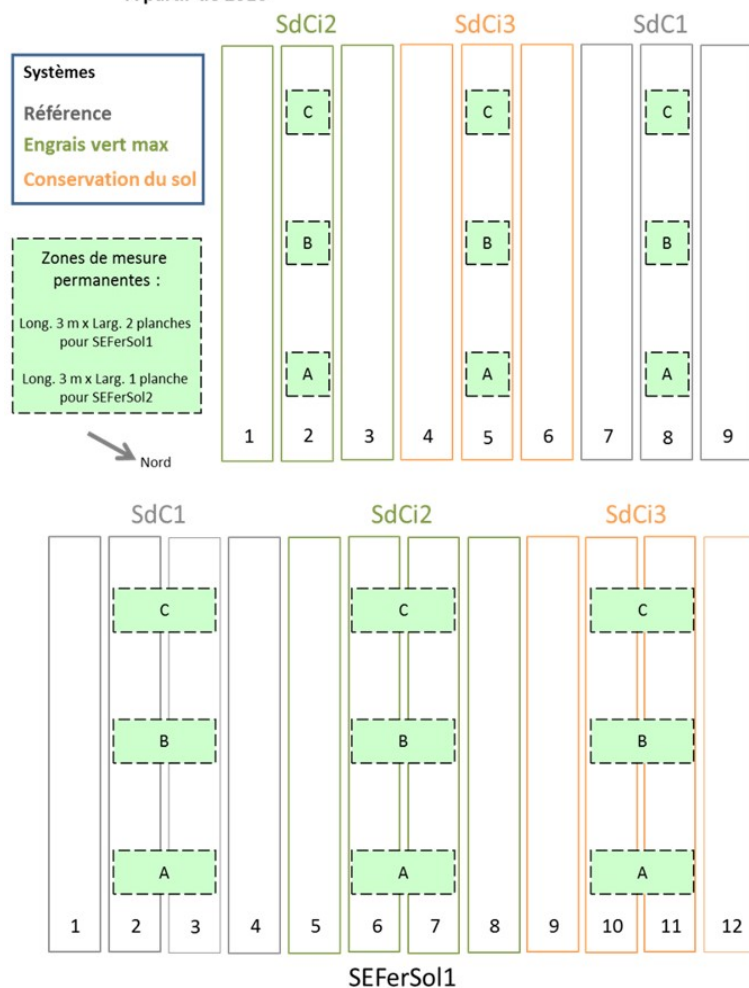 SdCi2 SdCi3 SdC1
Systèmes
Référence
Engrais vert max
Conservation du sol
C C C
B B B
Zones de mesure
permanentes :
Long. 3 m x Larg. 2 planches
pour SEFerSol1
Long. 3 m x Larg. 1 planche
pour SEFerSol2
A A A
1 2 3 4 5 6 7 8 9
Nord
SdC1 SdCi2 SdCi3
C C C
B B B
A A A
1 2 3 4 5 6 7 8 9 10 11 12
SEFerSol1